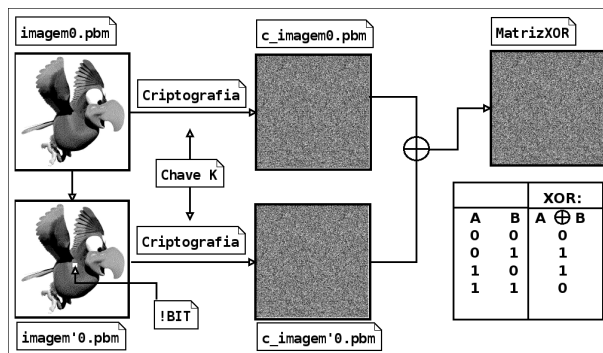 imagem0.pbm
c_imagem0.pbm
MatrizXOR
Criptografia
Chave K
Criptografia
!BIT
imagem'0.pbm
c_imagem'0.pbm
XOR:
A B A ⊕ B
0 0 0
0 1 1
1 0 1
1 1 0